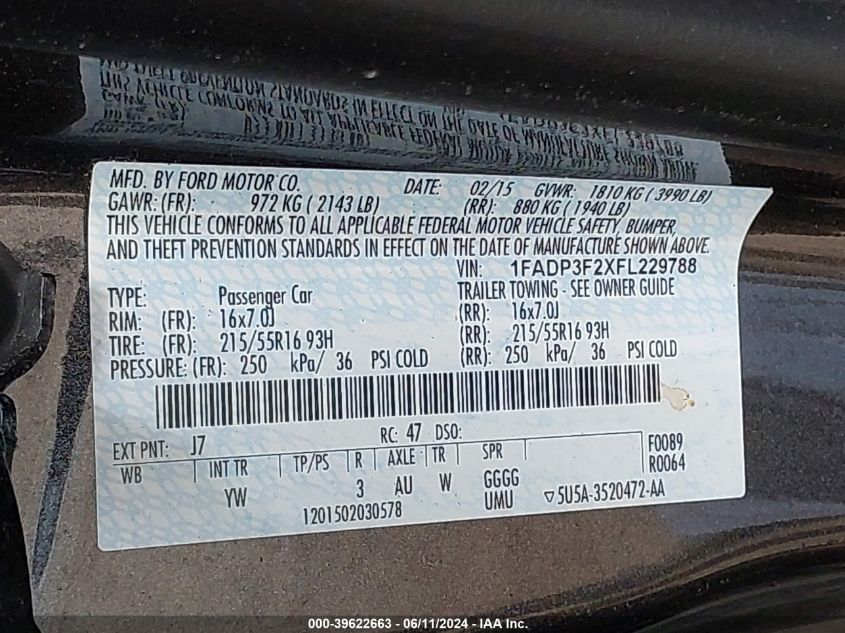 MFD. BY FORD MOTOR CO. DATE: 02/15 GVWR: 1810 KG (3990 LB)
GAWR: (FR): 972 KG (2143 LB) (RR): 880 KG (1940 LB)
THIS VEHICLE CONFORMS TO ALL APPLICABLE FEDERAL MOTOR VEHICLE SAFETY, BUMPER,
AND THEFT PREVENTION STANDARDS IN EFFECT ON THE DATE OF MANUFACTURE SHOWN ABOVE.
VIN: 1FADP3F2XFL229788
TYPE: Passenger Car TRAILER TOWING - SEE OWNER GUIDE
RIM: (FR): 16x7.0J (RR): 16x7.0J
TIRE: (FR): 215/55R16 93H (RR): 215/55R16 93H
PRESSURE: (FR): 250 kPa/ 36 PSI COLD (RR): 250 kPa/ 36 PSI COLD
EXT PNT: J7 RC: 47 DSO: F0089
WB INT TR TP/PS R AXLE TR SPR R0064
YW 3 AU W GGGG
1201502030578 UMU ▽5U5A-3520472-AA
000-39622663 - 06/11/2024 - IAA Inc.